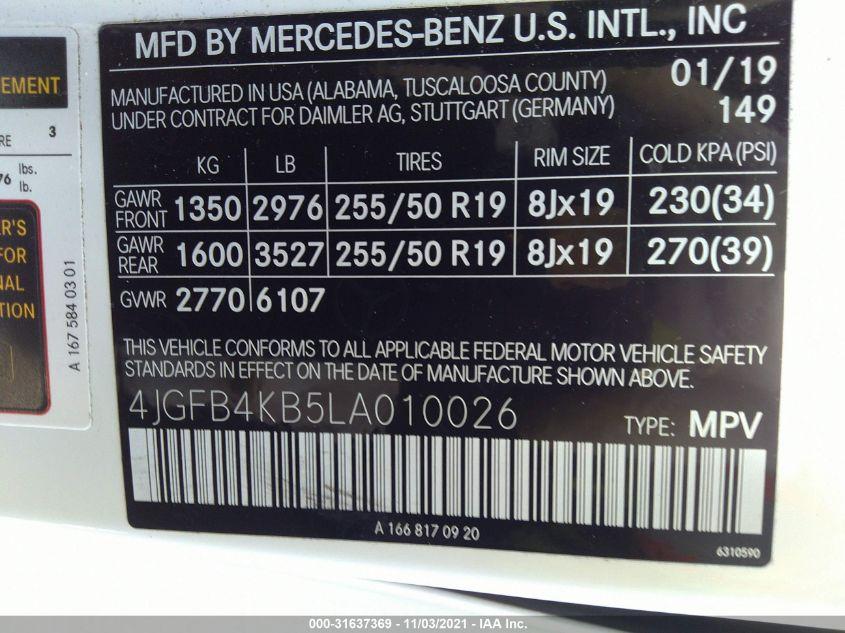 EMENT
RE 3
76 lbs.
lb.
ER'S
FOR
NAL
TION
A 167 584 03 01
MFD BY MERCEDES-BENZ U.S. INTL., INC
MANUFACTURED IN USA (ALABAMA, TUSCALOOSA COUNTY) 01/19
UNDER CONTRACT FOR DAIMLER AG, STUTTGART (GERMANY) 149
KG LB TIRES RIM SIZE COLD KPA (PSI)
GAWR FRONT 1350 2976 255/50 R19 8Jx19 230(34)
GAWR REAR 1600 3527 255/50 R19 8Jx19 270(39)
GVWR 2770 6107
THIS VEHICLE CONFORMS TO ALL APPLICABLE FEDERAL MOTOR VEHICLE SAFETY
STANDARDS IN EFFECT ON THE DATE OF MANUFACTURE SHOWN ABOVE.
4JGFB4KB5LA010026 TYPE: MPV
A 166 817 09 20
6310590
000-31637369 - 11/03/2021 - IAA Inc.